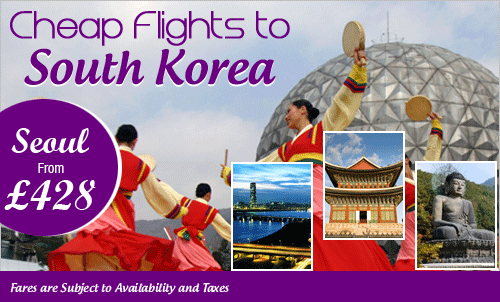 Cheap Flights to
South Korea
Seoul
From
£428
Fares are Subject to Availability and Taxes